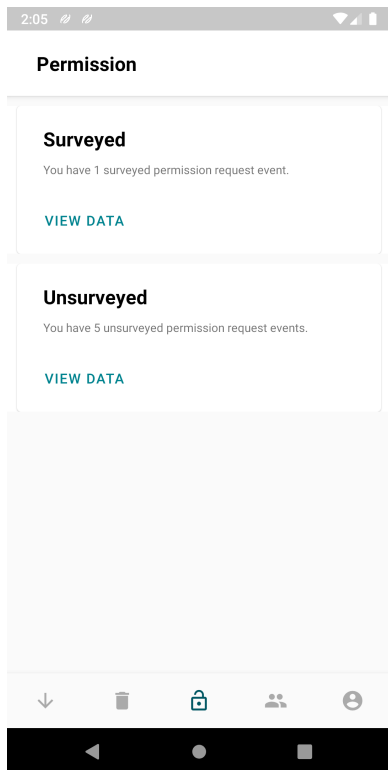 2:05
Permission
Surveyed
You have 1 surveyed permission request event.
VIEW DATA
Unsurveyed
You have 5 unsurveyed permission request events.
VIEW DATA